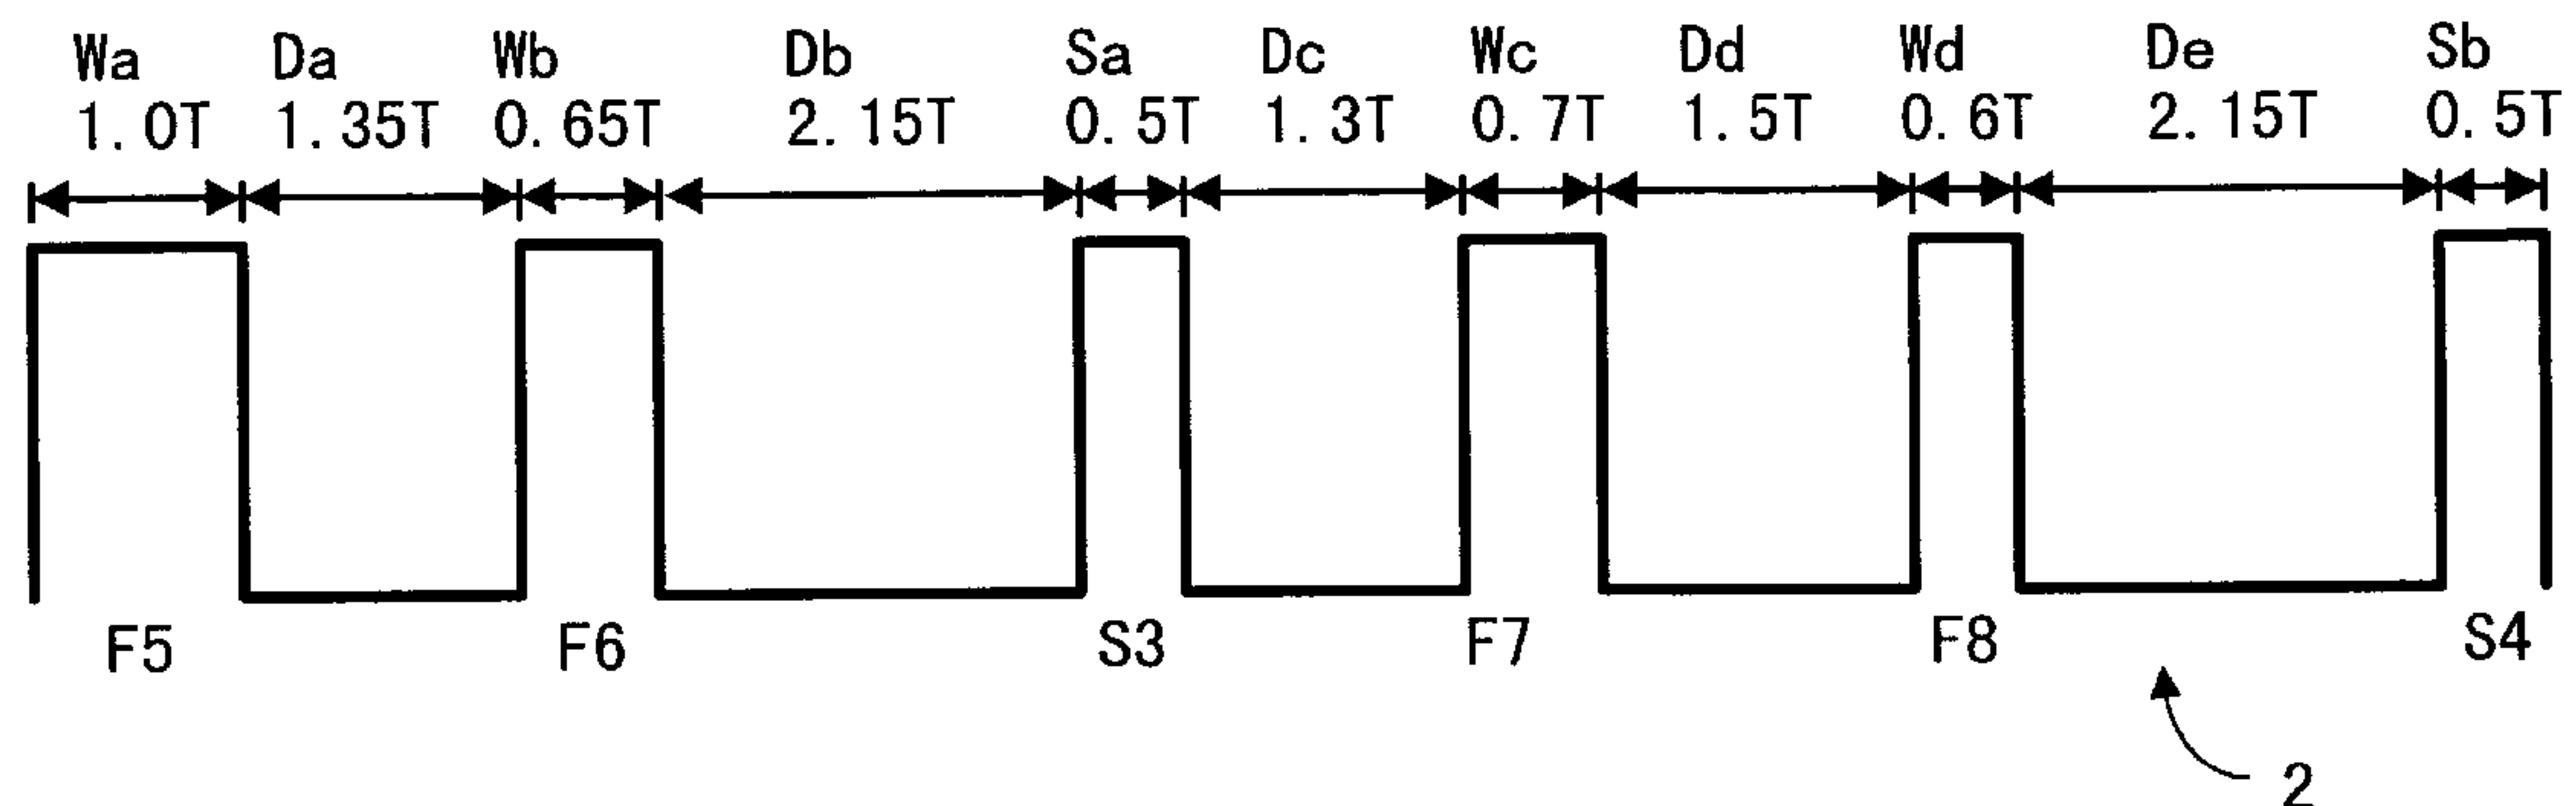 Wa Da Wb Db Sa Dc Wc Dd Wd De Sb
1.0T 1.35T 0.65T 2.15T 0.5T 1.3T 0.7T 1.5T 0.6T 2.15T 0.5T
F5 F6 S3 F7 F8 S4
2